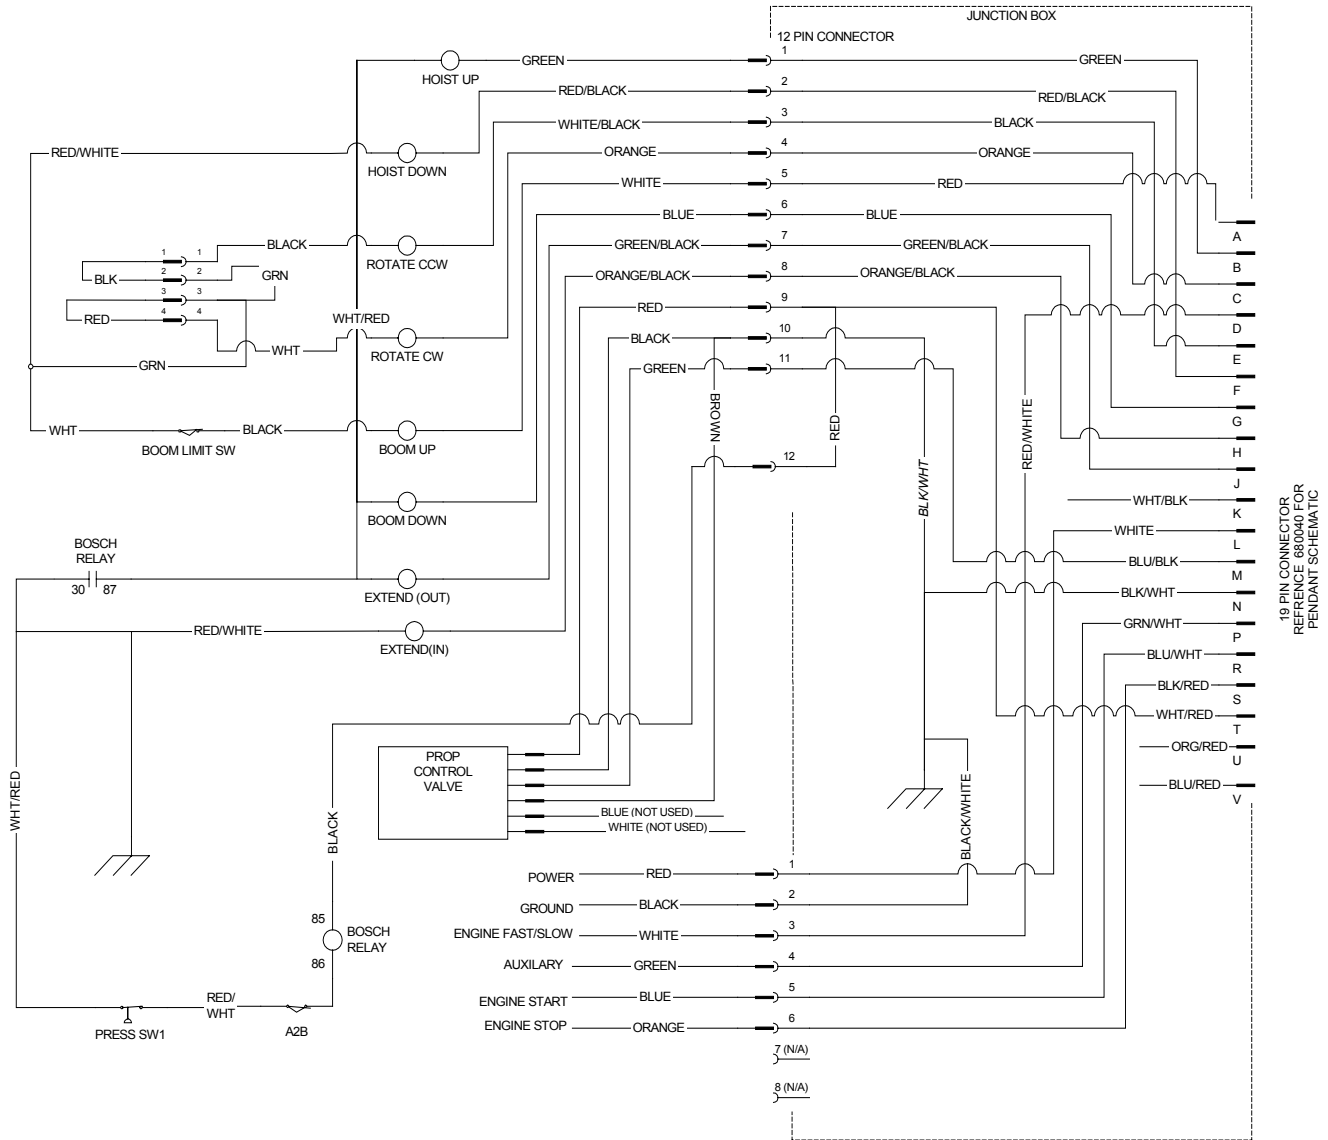 JUNCTION BOX
12 PIN CONNECTOR
1
GREEN
GREEN
HOIST UP
2
RED/BLACK
RED/BLACK
3
WHITE/BLACK
BLACK
RED/WHITE
ORANGE
4
ORANGE
HOIST DOWN
5
WHITE
RED
6
BLUE
BLUE
7
A
BLACK
GREEN/BLACK
GREEN/BLACK
1
1
ROTATE CCW
8
B
BLK
2
2
GRN
ORANGE/BLACK
ORANGE/BLACK
3
3
9
C
RED
4
4
WHT/RED
RED
10
D
WHT
ROTATE CW
BLACK
11
E
GRN
GREEN
F
BROWN
RED
RED/WHITE
WHT
BLACK
G
BOOM LIMIT SW
BOOM UP
12
H
BLK/WHT
J
WHT/BLK
BOOM DOWN
K
WHITE
BOSCH
RELAY
L
BLU/BLK
30
87
M
EXTEND (OUT)
BLK/WHT
N
19 PIN CONNECTOR
REFRENCE 680040 FOR
PENDANT SCHEMATIC
RED/WHITE
GRN/WHT
EXTEND(IN)
P
BLU/WHT
R
BLK/RED
S
WHT/RED
T
ORG/RED
PROP
CONTROL
VALVE
U
WHT/RED
BLU/RED
V
BLUE (NOT USED)
WHITE (NOT USED)
BLACK
BLACK/WHITE
1
POWER
RED
2
GROUND
BLACK
85
3
BOSCH
RELAY
ENGINE FAST/SLOW
WHITE
86
4
AUXILARY
GREEN
5
RED/
WHT
ENGINE START
BLUE
6
PRESS SW1
A2B
ENGINE STOP
ORANGE
7 (N/A)
8 (N/A)